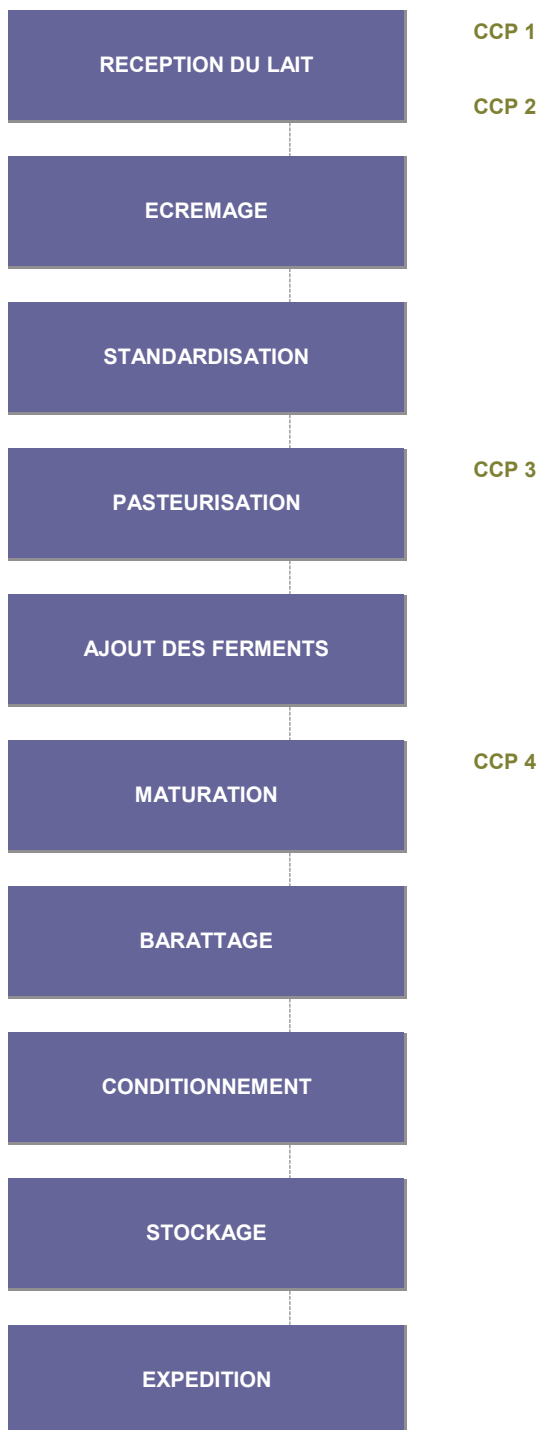 CCP 1
RECEPTION DU LAIT
CCP 2
ECREMAGE
STANDARDISATION
CCP 3
PASTEURISATION
AJOUT DES FERMENTS
CCP 4
MATURATION
BARATTAGE
CONDITIONNEMENT
STOCKAGE
EXPEDITION